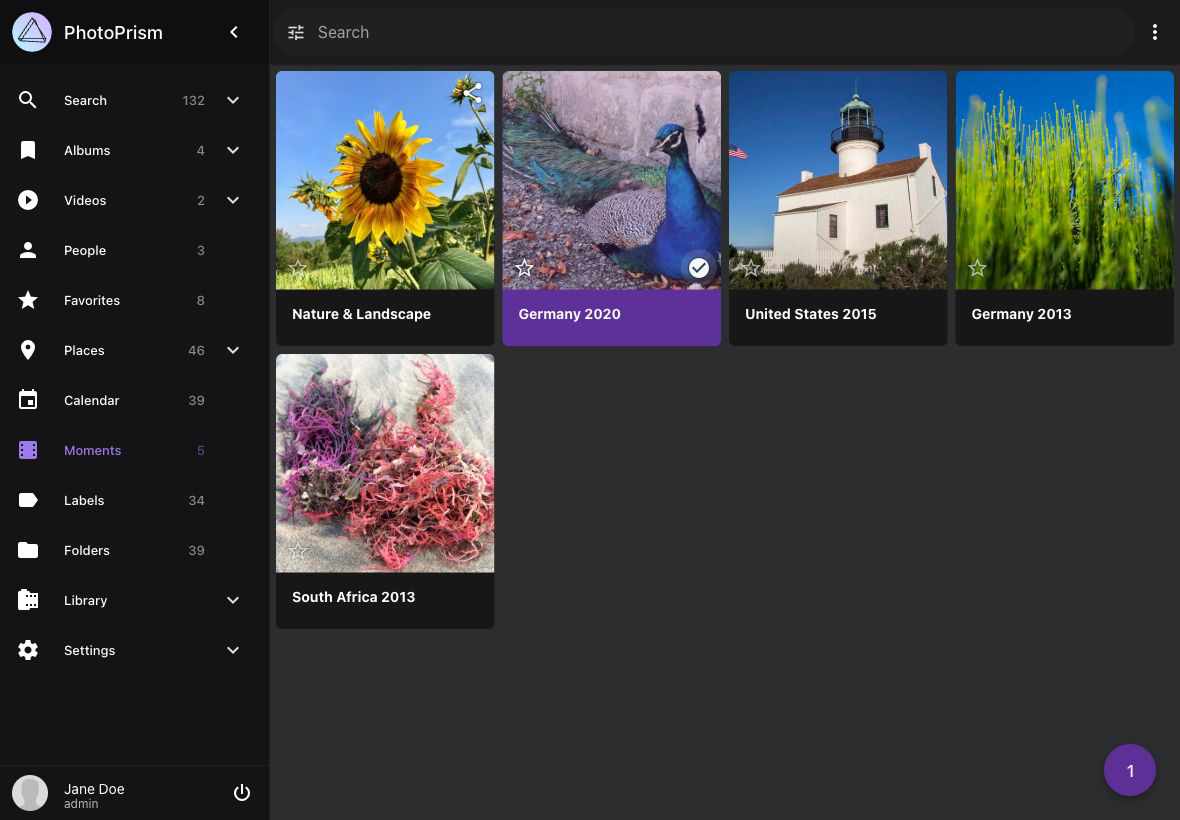 PhotoPrism
Search
Search 132
Albums 4
Videos 2
People 3
Favorites 8
Places 46
Calendar 39
Moments 5
Labels 34
Folders 39
Library
Settings
Jane Doe
admin
Nature & Landscape
Germany 2020
United States 2015
Germany 2013
South Africa 2013
1